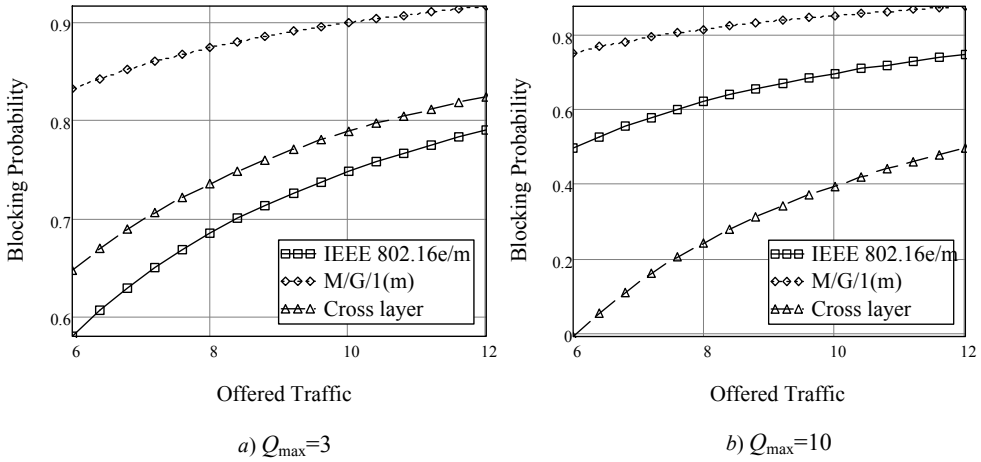 0.9
0.8
0.7
0.6
Blocking Probability
6
8
10
12
Offered Traffic
IEEE 802.16e/m
M/G/1(m)
Cross layer
a) Qmax=3
0.8
0.6
0.4
0.2
0
Blocking Probability
6
8
10
12
Offered Traffic
IEEE 802.16e/m
M/G/1(m)
Cross layer
b) Qmax=10